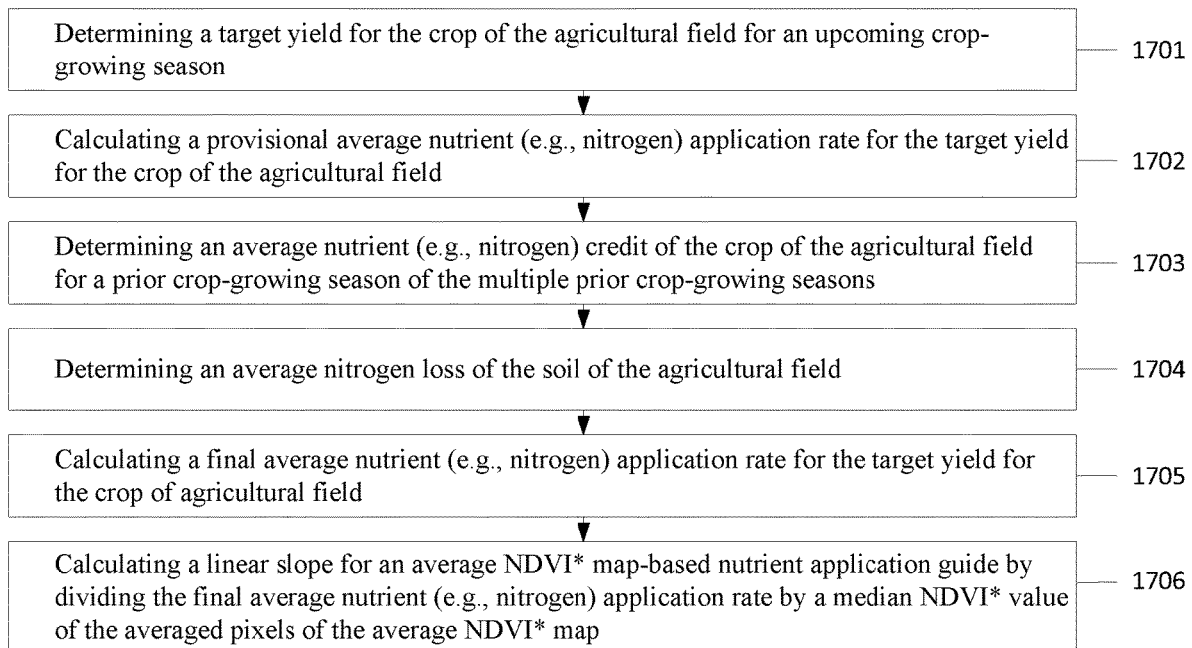 Determining a target yield for the crop of the agricultural field for an upcoming crop-
growing season
1701
Calculating a provisional average nutrient (e.g., nitrogen) application rate for the target yield
for the crop of the agricultural field
1702
Determining an average nutrient (e.g., nitrogen) credit of the crop of the agricultural field
for a prior crop-growing season of the multiple prior crop-growing seasons
1703
Determining an average nitrogen loss of the soil of the agricultural field
1704
Calculating a final average nutrient (e.g., nitrogen) application rate for the target yield for
the crop of agricultural field
1705
Calculating a linear slope for an average NDVI* map-based nutrient application guide by
dividing the final average nutrient (e.g., nitrogen) application rate by a median NDVI* value
of the averaged pixels of the average NDVI* map
1706